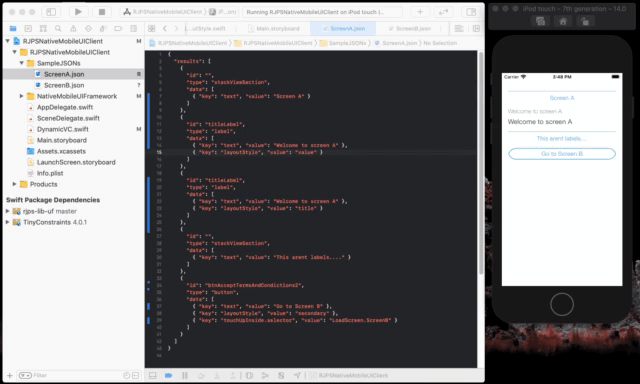 RJPSNativeMobileUIClient
Running RJPSNativeMobileUIClient on iPod touch (
utStyle.swift
Main.storyboard
ScreenA.json
ScreenB.json
RJPSNativeMobileUIClient
RJPSNativeMobileUIClient
SampleJSONs
ScreenA.json
No Selection
RJPSNativeMobileUIClient M
RJPSNativeMobileUIClient
SampleJSONs
ScreenA.json R
ScreenB.json ?
NativeMobileUIFramework M
AppDelegate.swift
SceneDelegate.swift
DynamicVC.swift M
Main.storyboard
Assets.xcassets
LaunchScreen.storyboard
Info.plist
Products
Swift Package Dependencies
rjps-lib-uf master
TinyConstraints 4.0.1
Filter
{
"results": [
{
"id": "",
"type": "stackViewSection",
"data": [
{ "key": "text", "value": "Screen A" }
]
},
{
"id": "titleLabel",
"type": "label",
"data": [
{ "key": "text", "value": "Welcome to screen A" },
{ "key": "layoutStyle", "value": "value" }
]
},
{
"id": "titleLabel",
"type": "label",
"data": [
{ "key": "text", "value": "Welcome to screen A" },
{ "key": "layoutStyle", "value": "title" }
]
},
{
"id": "",
"type": "stackViewSection",
"data": [
{ "key": "text", "value": "This arent labels...." }
]
},
{
"id": "btnAcceptTermsAndCondictions2",
"type": "button",
"data": [
{ "key": "text", "value": "Go to Screen B" },
{ "key": "layoutStyle", "value": "secondery" },
{ "key": "touchUpInside.selector", "value": "LoadScreen.ScreenB" }
]
}
]
}
RJPSNativeMobileUIClient
iPod touch – 7th generation – 14.0
Carrier
2:48 PM
Screen A
Welcome to screen A
Welcome to screen A
This arent labels....
Go to Screen B